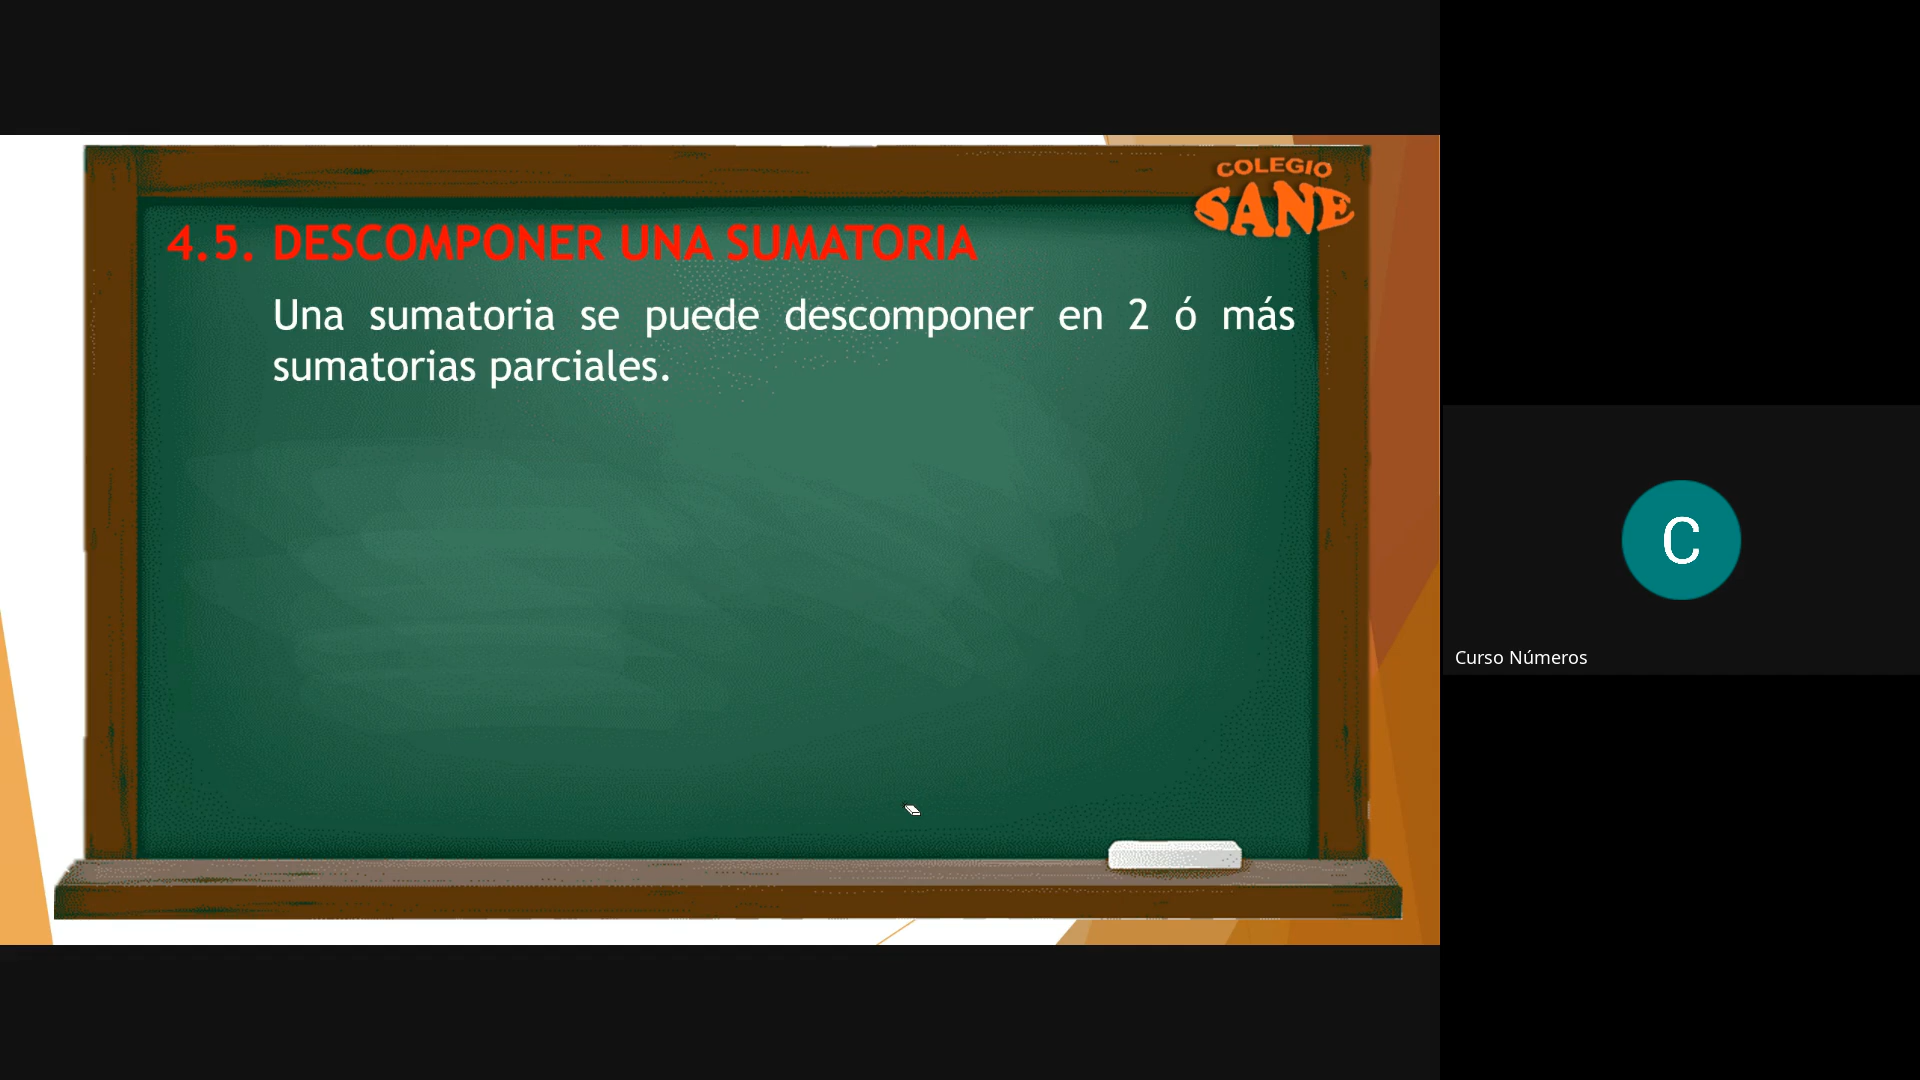 COLEGIO
SANE
4.5. DESCOMPONER UNA SUMATORIA
Una sumatoria se puede descomponer en 2 ó más
sumatorias parciales.
C
Curso Números